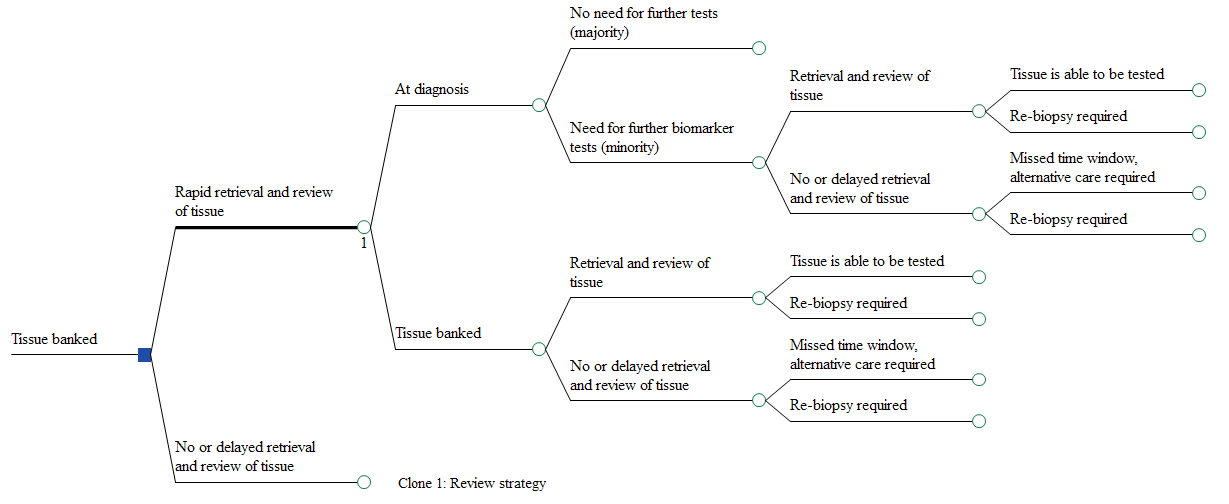 No need for further tests
(majority)
Retrieval and review of
tissue
Tissue is able to be tested
At diagnosis
Re-biopsy required
Need for further biomarker
tests (minority)
Missed time window,
alternative care required
No or delayed retrieval
and review of tissue
Rapid retrieval and review
of tissue
Re-biopsy required
1
Retrieval and review of
tissue
Tissue is able to be tested
Re-biopsy required
Tissue banked
Tissue banked
Missed time window,
alternative care required
No or delayed retrieval
and review of tissue
Re-biopsy required
No or delayed retrieval
and review of tissue
Clone 1: Review strategy